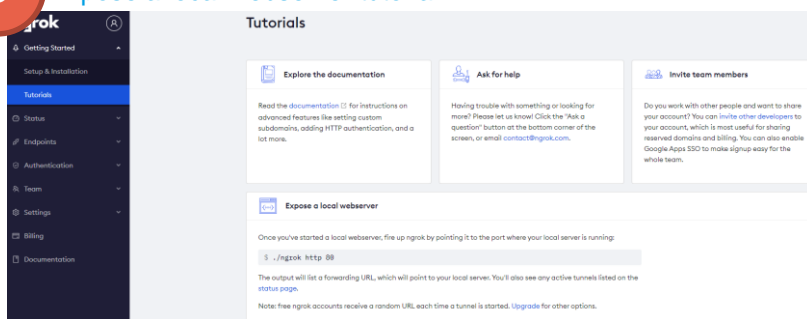 grok
Tutorials
Getting Started
Setup & Installation
Tutorials
Status
Endpoints
Authentication
Team
Settings
Billing
Documentation
Explore the documentation
Read the documentation for instructions on
advanced features like setting custom
subdomains, adding HTTP authentication, and a
lot more.
Ask for help
Having trouble with something or looking for
more? Please let us know! Click the "Ask a
question" button at the bottom corner of the
screen, or email contact@ngrok.com.
Invite team members
Do you work with other people and want to share
your account? You can invite other developers to
your account, which is most useful for sharing
reserved domains and billing. You can also enable
Google Apps SSO to make signup easy for the
whole team.
Expose a local webserver
Once you've started a local webserver, fire up ngrok by pointing it to the port where your local server is running:
$ ./ngrok http 80
The output will list a forwarding URL, which will point to your local server. You'll also see any active tunnels listed on the
status page.
Note: free ngrok accounts receive a random URL each time a tunnel is started. Upgrade for other options.